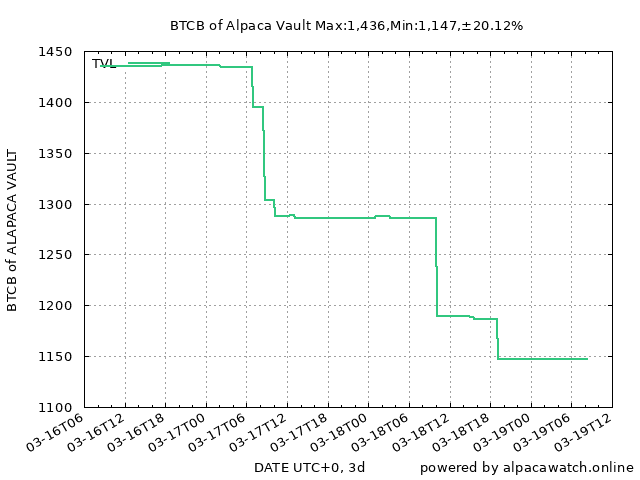 BTCB of Alpaca Vault Max:1,436,Min:1,147,±20.12%
TVL
1450
1400
1350
1300
1250
1200
1150
1100
BTCB of ALAPACA VAULT
03-16T06
03-16T12
03-16T18
03-17T00
03-17T06
03-17T12
03-17T18
03-18T00
03-18T06
03-18T12
03-18T18
03-19T00
03-19T06
03-19T12
DATE UTC+0, 3d
powered by alpacawatch.online